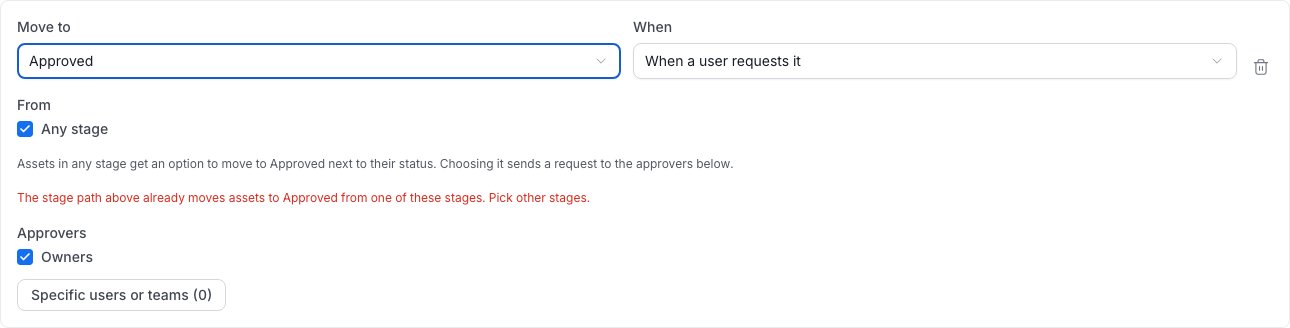 Move to
When
Approved
When a user requests it
From
Any stage
Assets in any stage get an option to move to Approved next to their status. Choosing it sends a request to the approvers below.
The stage path above already moves assets to Approved from one of these stages. Pick other stages.
Approvers
Owners
Specific users or teams (0)